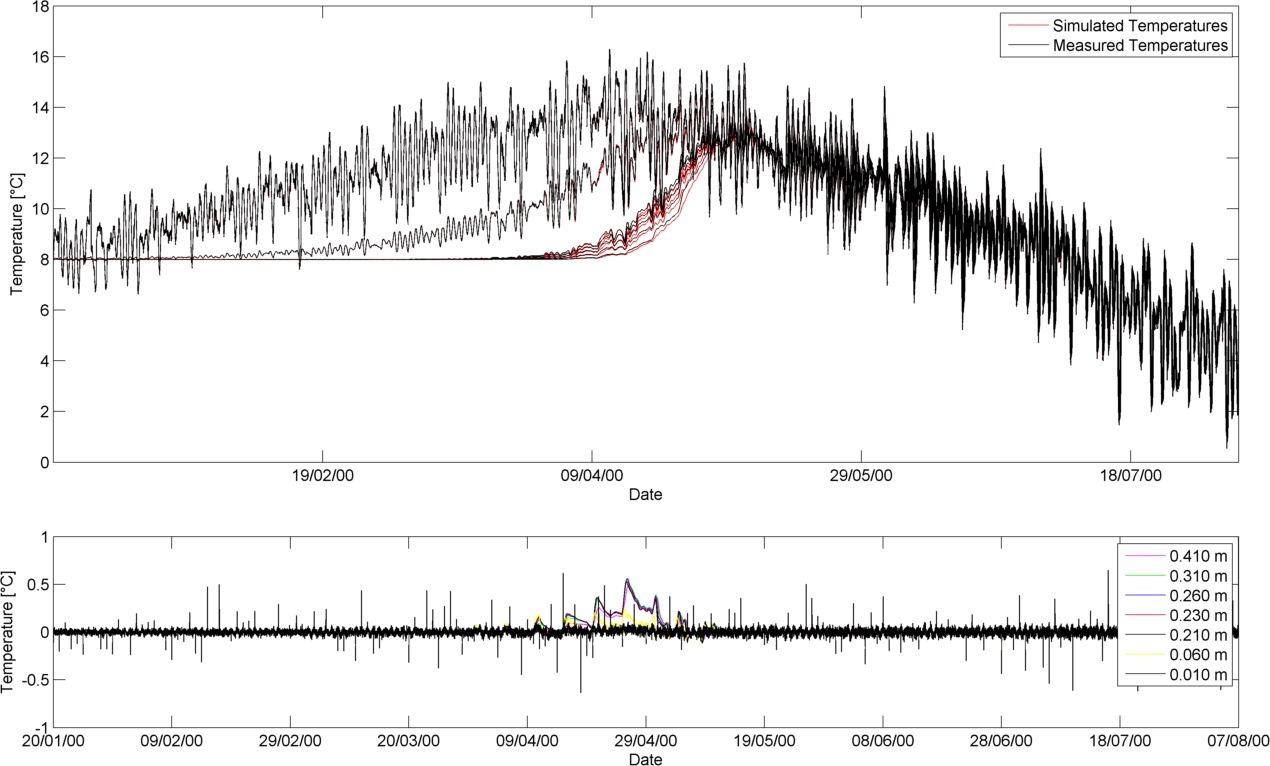 18
16
14
12
10
8
6
4
2
0
Temperature [°C]
Simulated Temperatures
Measured Temperatures
19/02/00
09/04/00
29/05/00
18/07/00
Date
1
0.5
0
-0.5
-1
Temperature [°C]
0.410 m
0.310 m
0.260 m
0.230 m
0.210 m
0.060 m
0.010 m
20/01/00
09/02/00
29/02/00
20/03/00
09/04/00
29/04/00
19/05/00
08/06/00
28/06/00
18/07/00
07/08/00
Date